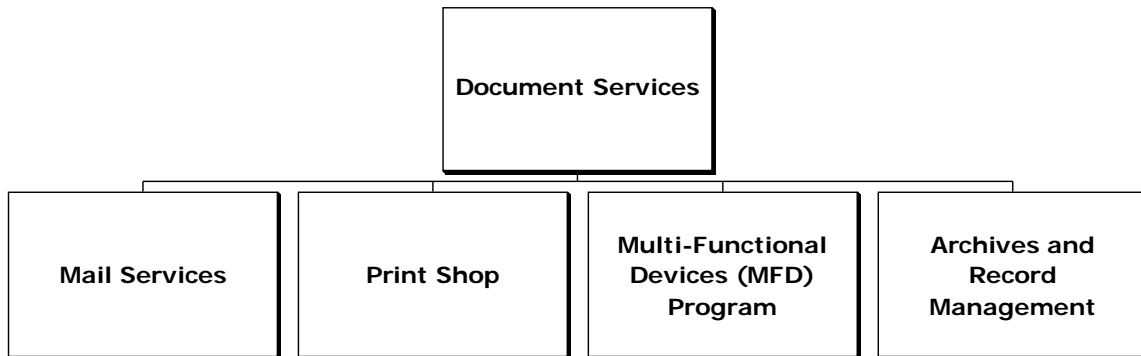 Document Services
Mail Services
Print Shop
Multi-Functional
Devices (MFD)
Program
Archives and
Record
Management